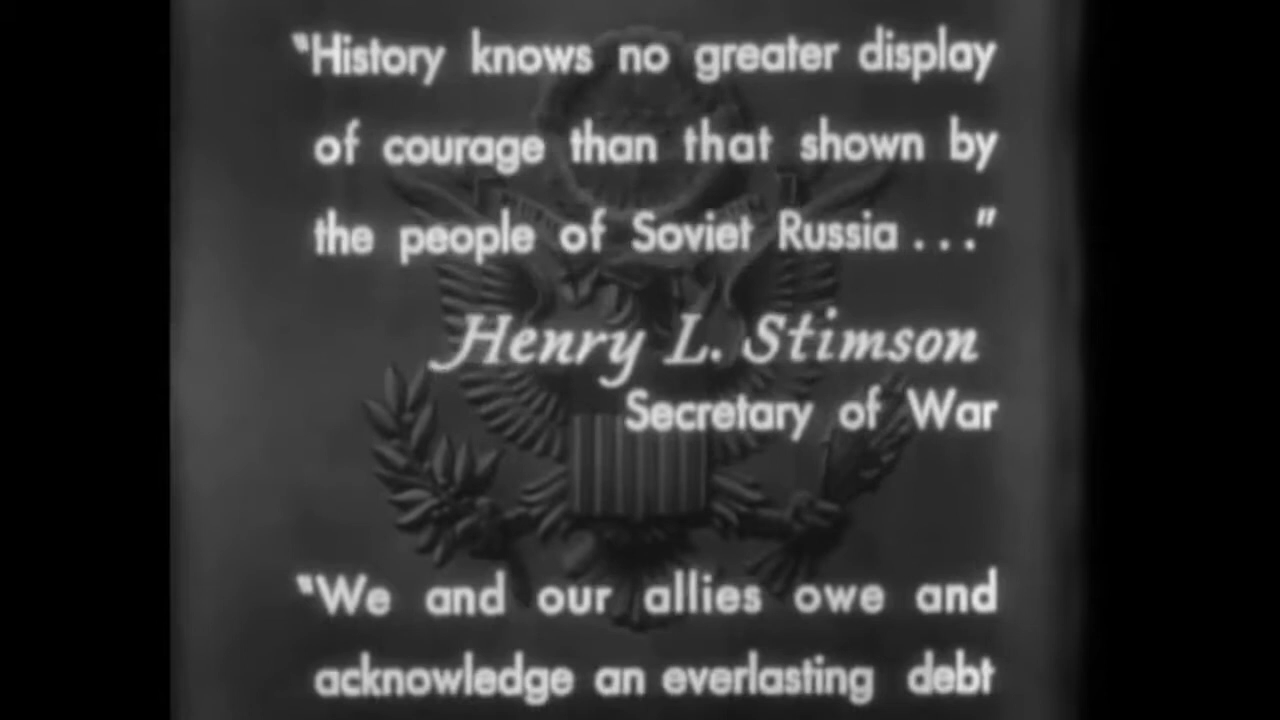 “History knows no greater display
of courage than that shown by
the people of Soviet Russia . . .”
Henry L. Stimson
Secretary of War
“We and our allies owe and
acknowledge an everlasting debt